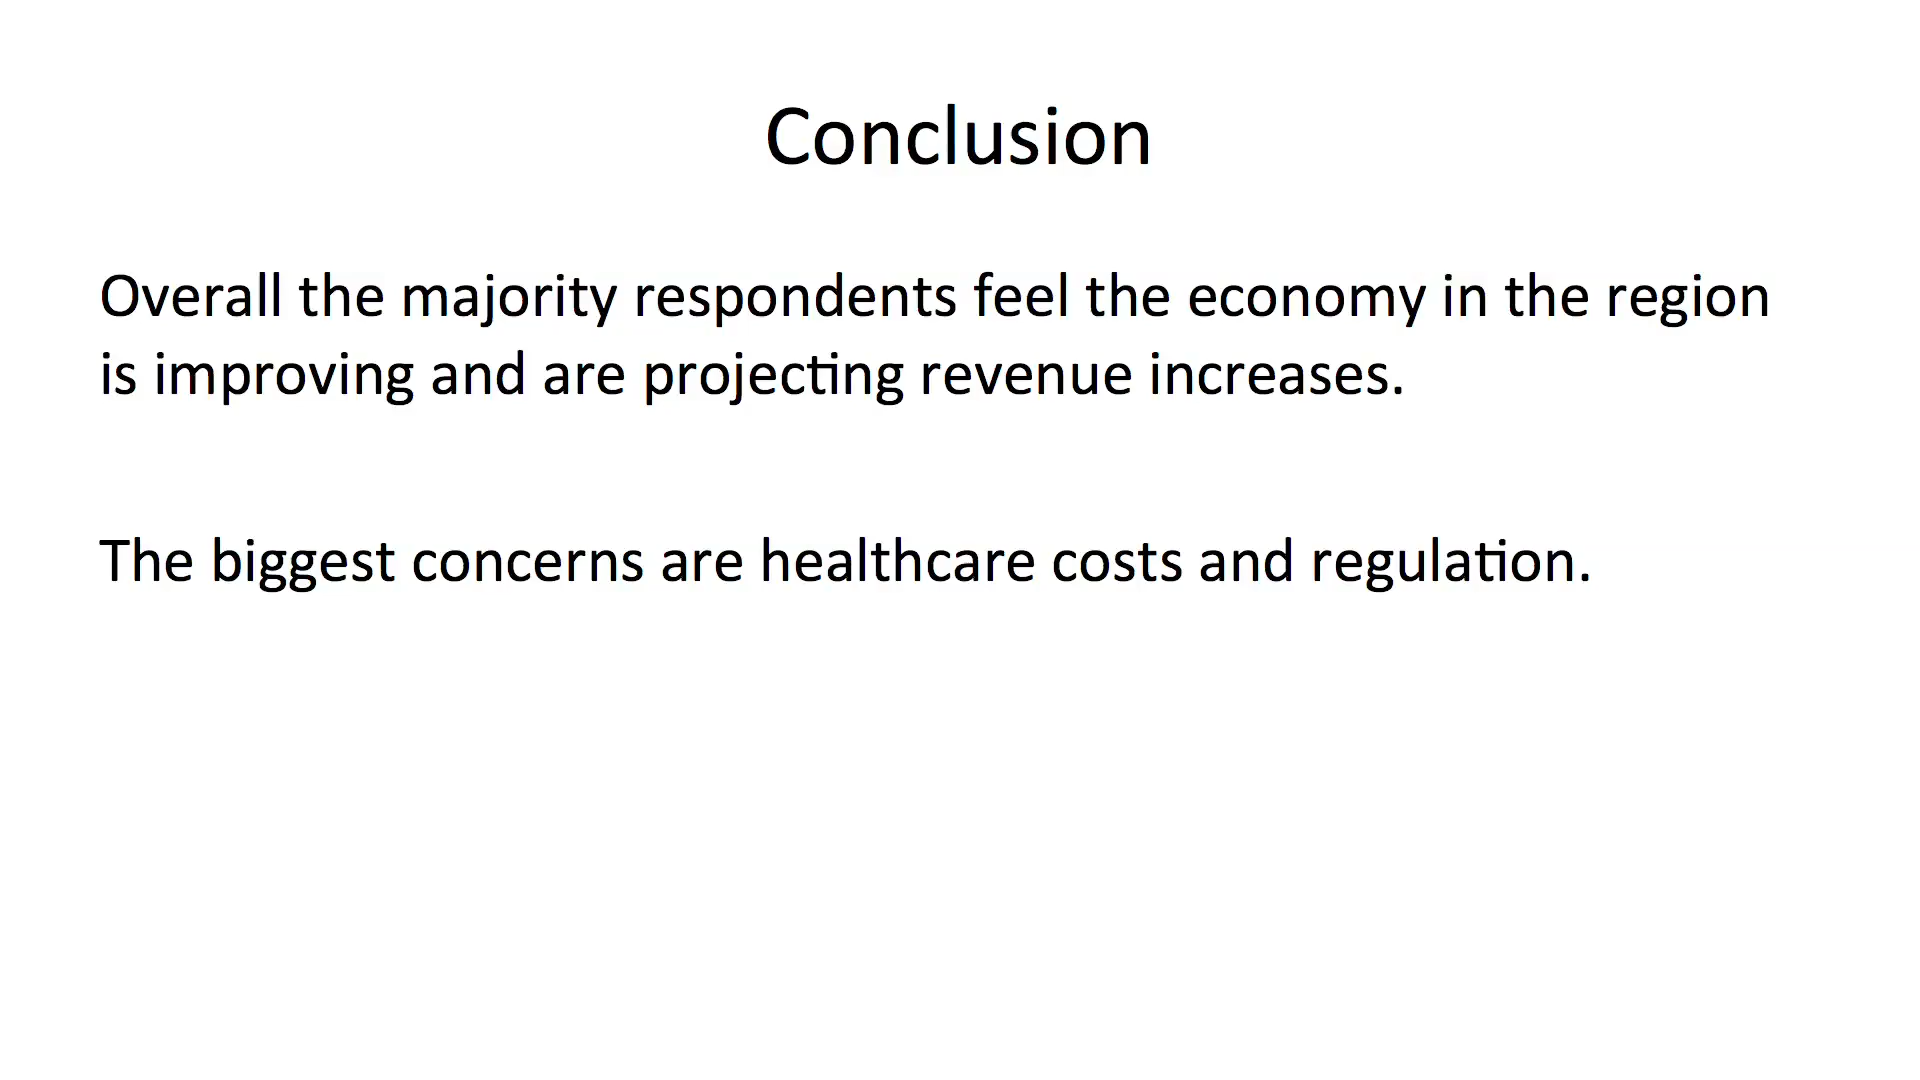 Conclusion
Overall the majority respondents feel the economy in the region
is improving and are projecting revenue increases.
The biggest concerns are healthcare costs and regulation.